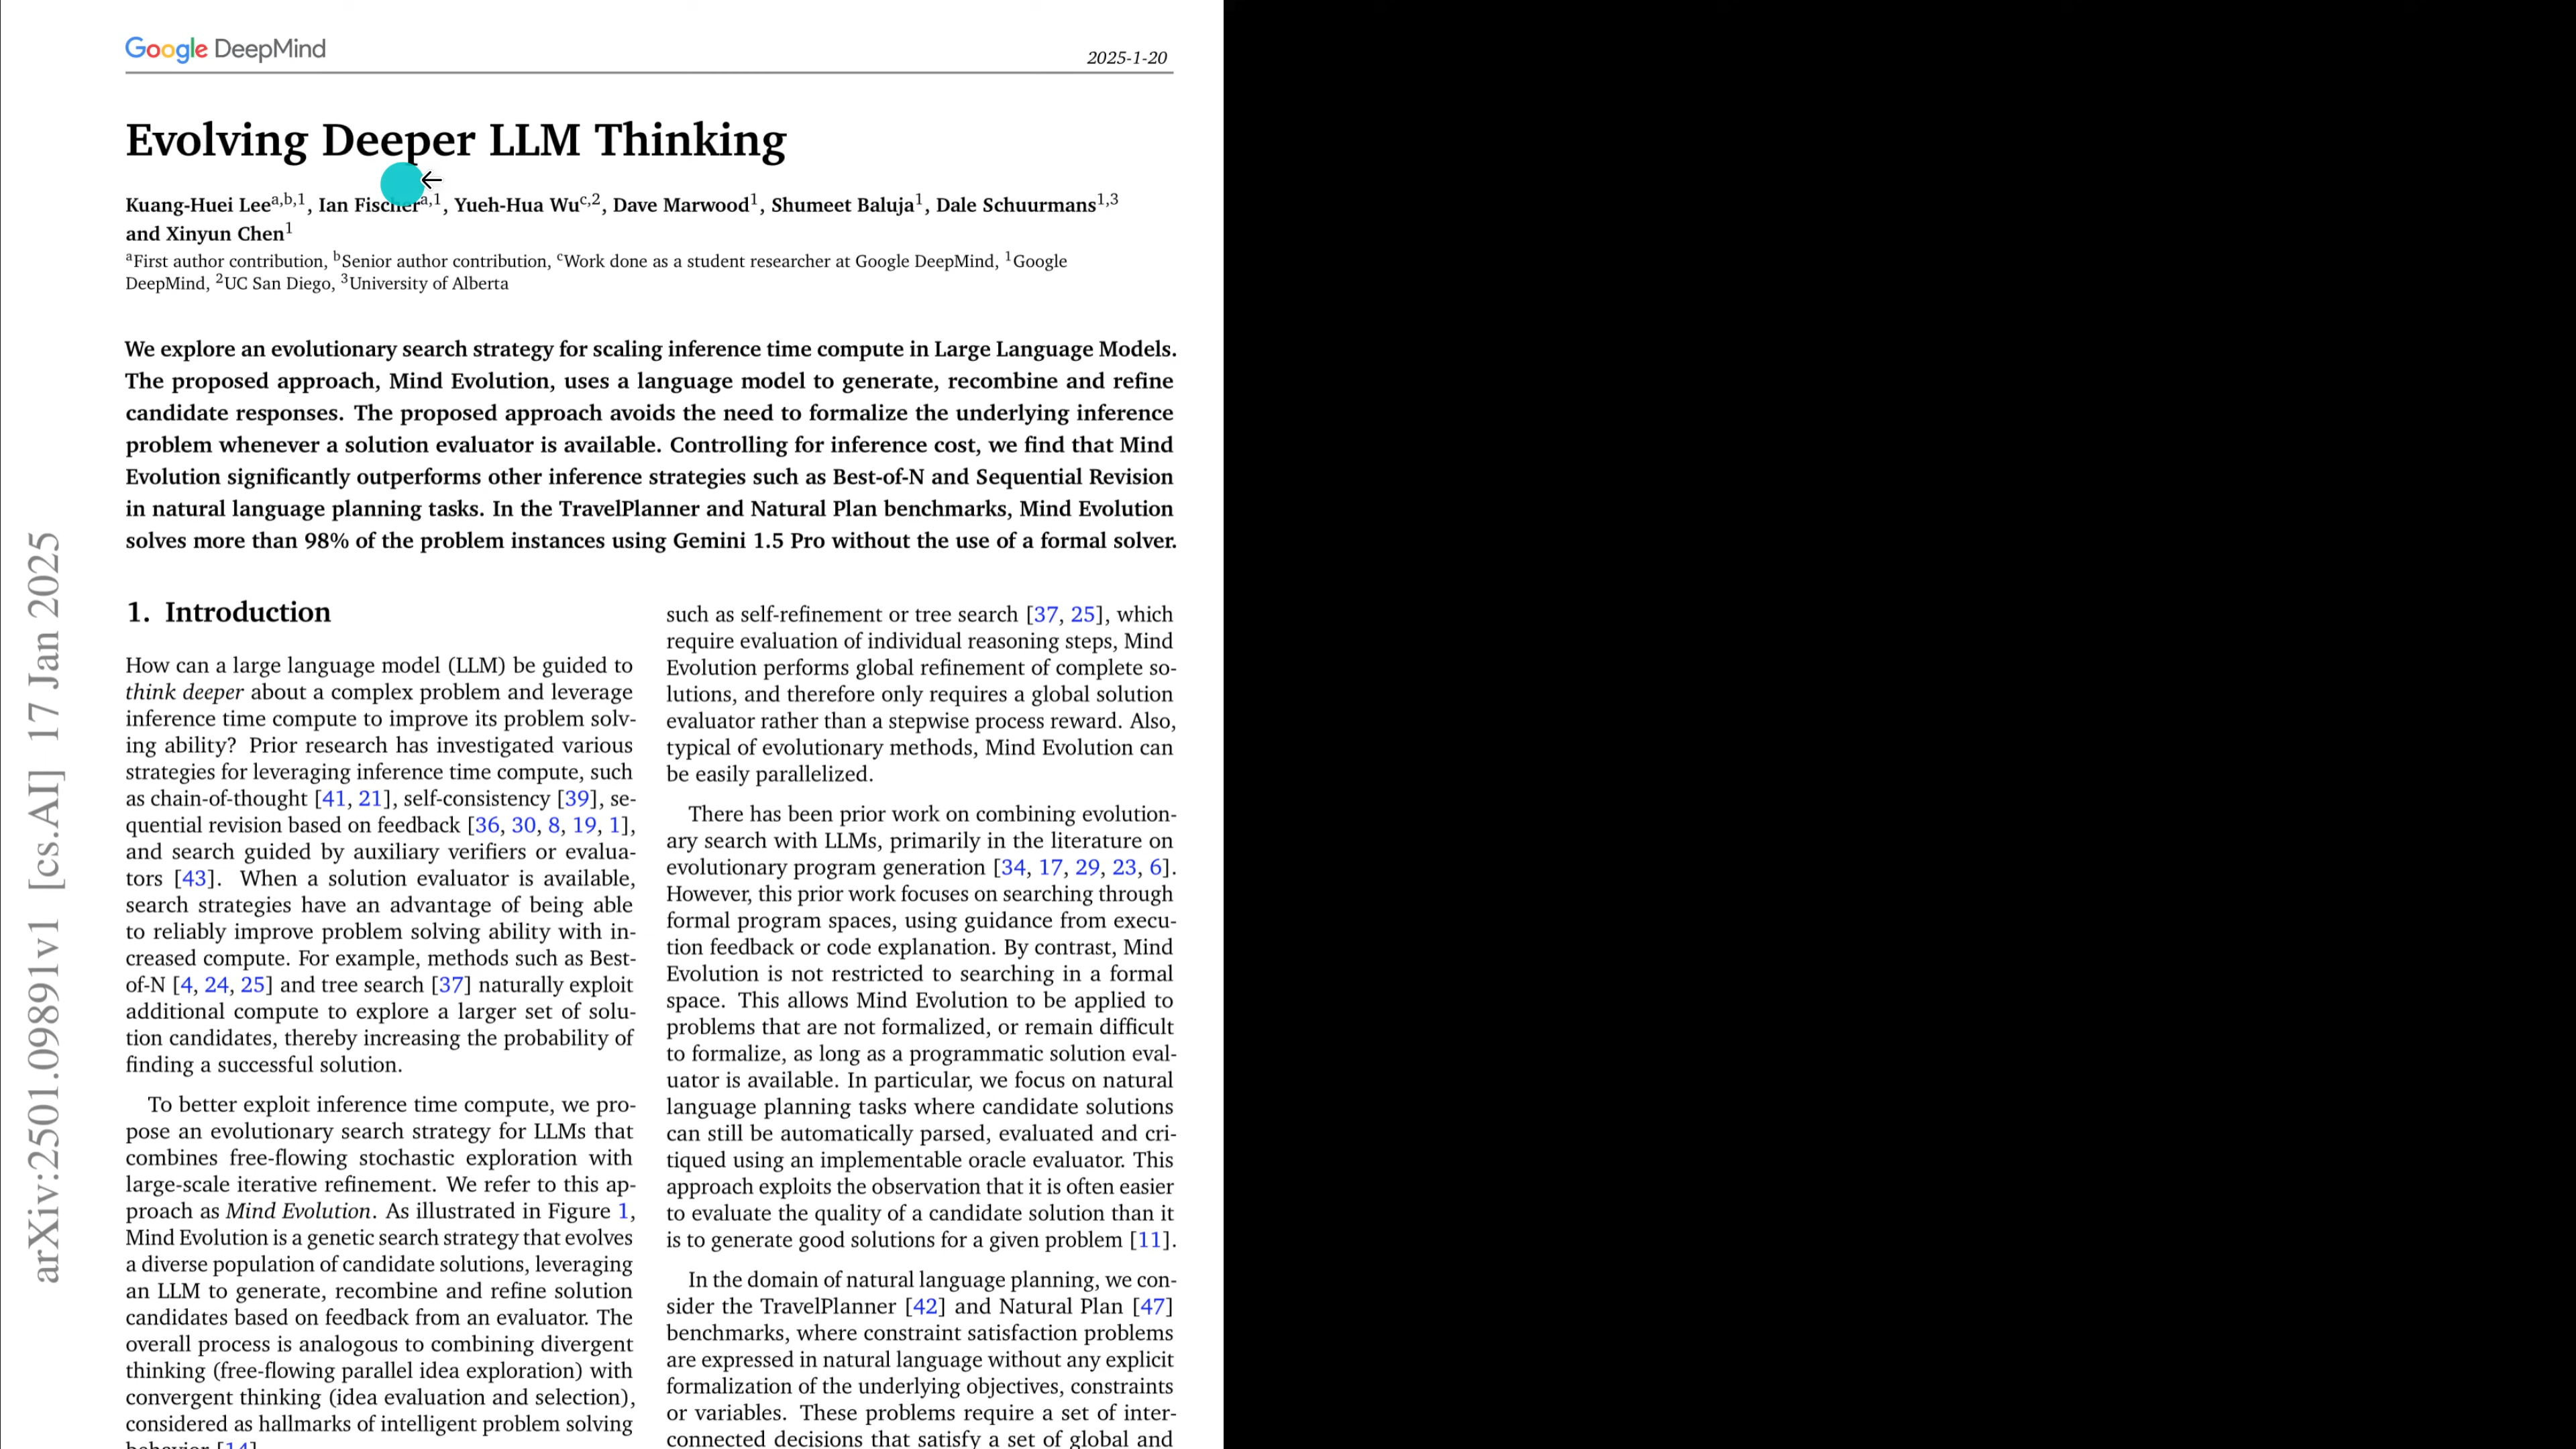 Google DeepMind
2025-1-20
Evolving Deeper LLM Thinking
Kuang-Huei Leea,b,1, Ian Fischera,1, Yueh-Hua Wuc,2, Dave Marwood1, Shumeet Baluja1, Dale Schuurmans1,3
and Xinyun Chen1
aFirst author contribution, bSenior author contribution, cWork done as a student researcher at Google DeepMind, 1Google
DeepMind, 2UC San Diego, 3University of Alberta
We explore an evolutionary search strategy for scaling inference time compute in Large Language Models.
The proposed approach, Mind Evolution, uses a language model to generate, recombine and refine
candidate responses. The proposed approach avoids the need to formalize the underlying inference
problem whenever a solution evaluator is available. Controlling for inference cost, we find that Mind
Evolution significantly outperforms other inference strategies such as Best-of-N and Sequential Revision
in natural language planning tasks. In the TravelPlanner and Natural Plan benchmarks, Mind Evolution
solves more than 98% of the problem instances using Gemini 1.5 Pro without the use of a formal solver.
arXiv:2501.09891v1 [cs.AI] 17 Jan 2025
1. Introduction
How can a large language model (LLM) be guided to
think deeper about a complex problem and leverage
inference time compute to improve its problem solv-
ing ability? Prior research has investigated various
strategies for leveraging inference time compute, such
as chain-of-thought [41, 21], self-consistency [39], se-
quential revision based on feedback [36, 30, 8, 19, 1],
and search guided by auxiliary verifiers or evalua-
tors [43]. When a solution evaluator is available,
search strategies have an advantage of being able
to reliably improve problem solving ability with in-
creased compute. For example, methods such as Best-
of-N [4, 24, 25] and tree search [37] naturally exploit
additional compute to explore a larger set of solu-
tion candidates, thereby increasing the probability of
finding a successful solution.
To better exploit inference time compute, we pro-
pose an evolutionary search strategy for LLMs that
combines free-flowing stochastic exploration with
large-scale iterative refinement. We refer to this ap-
proach as Mind Evolution. As illustrated in Figure 1,
Mind Evolution is a genetic search strategy that evolves
a diverse population of candidate solutions, leveraging
an LLM to generate, recombine and refine solution
candidates based on feedback from an evaluator. The
overall process is analogous to combining divergent
thinking (free-flowing parallel idea exploration) with
convergent thinking (idea evaluation and selection),
considered as hallmarks of intelligent problem solving
behavior [14].
such as self-refinement or tree search [37, 25], which
require evaluation of individual reasoning steps, Mind
Evolution performs global refinement of complete so-
lutions, and therefore only requires a global solution
evaluator rather than a stepwise process reward. Also,
typical of evolutionary methods, Mind Evolution can
be easily parallelized.
There has been prior work on combining evolution-
ary search with LLMs, primarily in the literature on
evolutionary program generation [34, 17, 29, 23, 6].
However, this prior work focuses on searching through
formal program spaces, using guidance from execu-
tion feedback or code explanation. By contrast, Mind
Evolution is not restricted to searching in a formal
space. This allows Mind Evolution to be applied to
problems that are not formalized, or remain difficult
to formalize, as long as a programmatic solution eval-
uator is available. In particular, we focus on natural
language planning tasks where candidate solutions
can still be automatically parsed, evaluated and cri-
tiqued using an implementable oracle evaluator. This
approach exploits the observation that it is often easier
to evaluate the quality of a candidate solution than it
is to generate good solutions for a given problem [11].
In the domain of natural language planning, we con-
sider the TravelPlanner [42] and Natural Plan [47]
benchmarks, where constraint satisfaction problems
are expressed in natural language without any explicit
formalization of the underlying objectives, constraints
or variables. These problems require a set of inter-
connected decisions that satisfy a set of global and